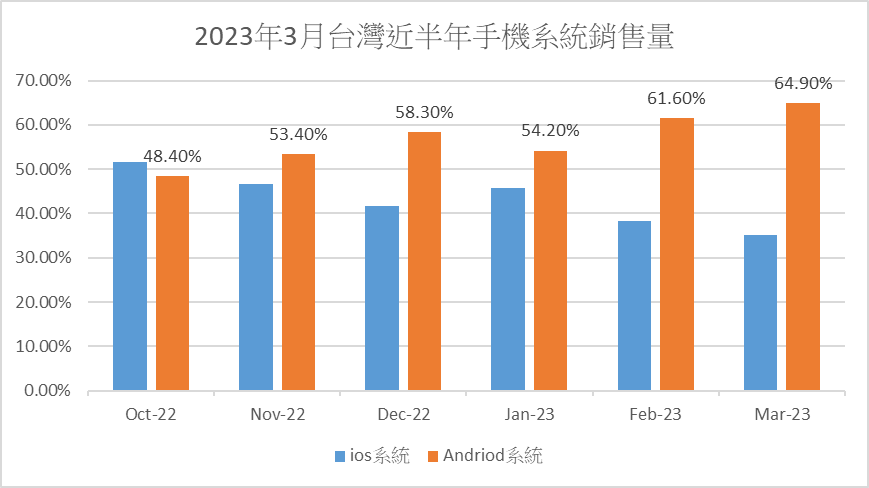 2023年3月台灣近半年手機系統銷售量
70.00%
60.00%
50.00%
40.00%
30.00%
20.00%
10.00%
0.00%
48.40%
53.40%
58.30%
54.20%
61.60%
64.90%
Oct-22
Nov-22
Dec-22
Jan-23
Feb-23
Mar-23
ios系統
Andriod系統